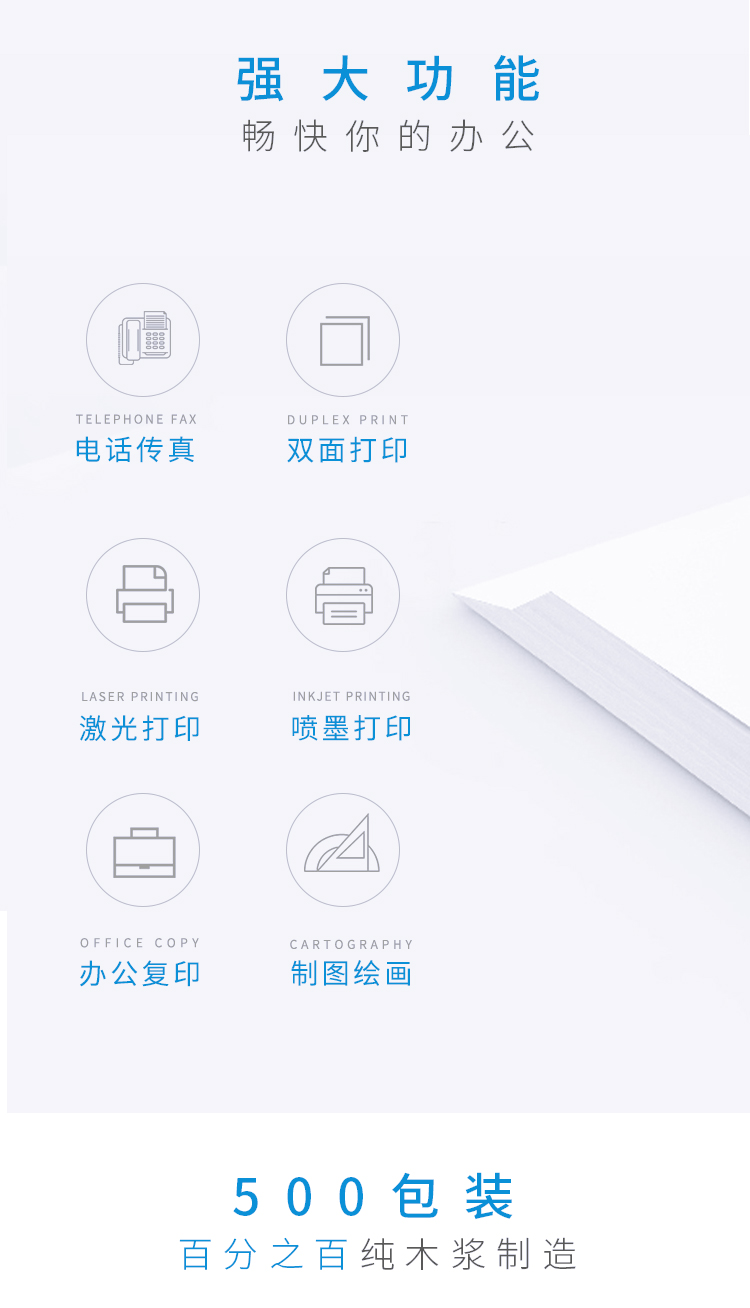 强大功能
畅快你的办公
TELEPHONE FAX
电话传真
DUPLEX PRINT
双面打印
LASER PRINTING
激光打印
INKJET PRINTING
喷墨打印
OFFICE COPY
办公复印
CARTOGRAPHY
制图绘画
500包装
百分之百纯木浆制造